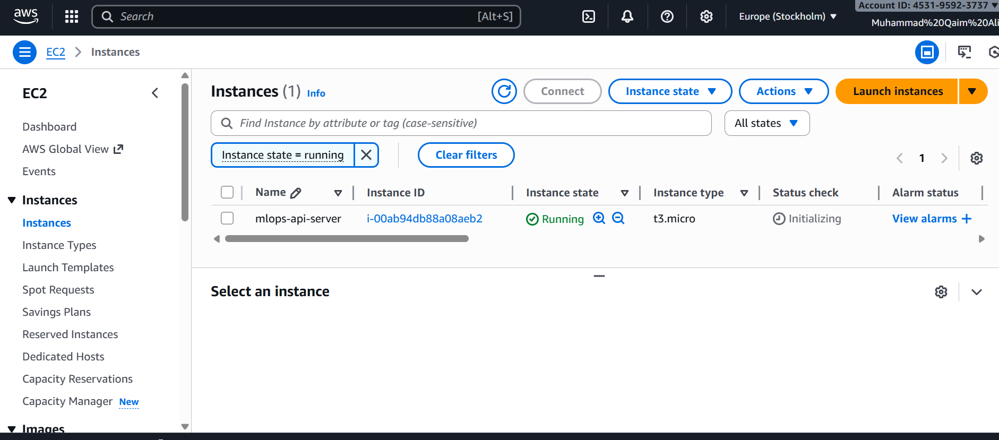 aws
Search [Alt+S]
Europe (Stockholm)
Account ID: 4531-9592-3737
Muhammad%20Qaim%20Ali
EC2 Instances
EC2
Dashboard
AWS Global View
Events
Instances
Instances
Instance Types
Launch Templates
Spot Requests
Savings Plans
Reserved Instances
Dedicated Hosts
Capacity Reservations
Capacity Manager New
Images
Instances (1) Info
Connect
Instance state
Actions
Launch instances
Find Instance by attribute or tag (case-sensitive)
All states
Instance state = running
Clear filters
1
Name Instance ID Instance state Instance type Status check Alarm status
mlops-api-server i-00ab94db88a08aeb2 Running t3.micro Initializing View alarms +
Select an instance